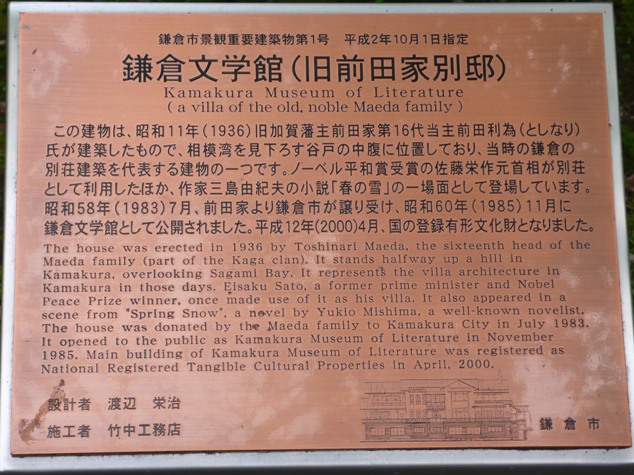 鎌倉市景観重要建築物第1号　平成2年10月1日指定
鎌倉文学館(旧前田家別邸)
Kamakura Museum of Literature
(a villa of the old, noble Maeda family)
この建物は、昭和11年(1936)旧加賀藩主前田家第16代当主前田利為(としなり)
氏が建築したもので、相模湾を見下ろす谷戸の中腹に位置しており、当時の鎌倉の
別荘建築を代表する建物の一つです。ノーベル平和賞受賞の佐藤栄作元首相が別荘
として利用したほか、作家三島由紀夫の小説「春の雪」の一場面として登場しています。
昭和58年(1983)7月、前田家より鎌倉市が譲り受け、昭和60年(1985)11月に
鎌倉文学館として公開されました。平成12年(2000)4月、国の登録有形文化財となりました。
The house was erected in 1936 by Toshinari Maeda, the sixteenth head of the
Maeda family (part of the Kaga clan). It stands halfway up a hill in
Kamakura, overlooking Sagami Bay. It represents the villa architecture in
Kamakura in those days. Eisaku Sato, a former prime minister and Nobel
Peace Prize winner, once made use of it as his villa. It also appeared in a
scene from "Spring Snow", a novel by Yukio Mishima, a well-known novelist.
The house was donated by the Maeda family to Kamakura City in July 1983.
It opened to the public as Kamakura Museum of Literature in November
1985. Main building of Kamakura Museum of Literature was registered as
National Registered Tangible Cultural Properties in April, 2000.
設計者　渡辺　栄治
施工者　竹中工務店
鎌倉市